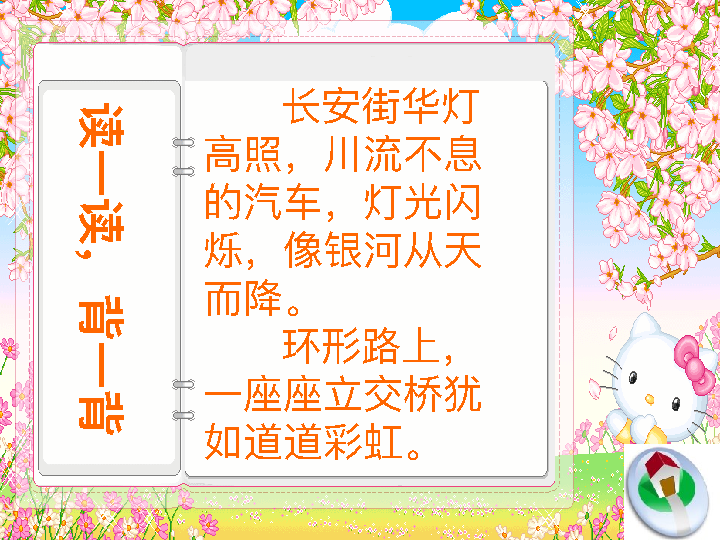 读一读，背一背
长安街华灯
高照，川流不息
的汽车，灯光闪
烁，像银河从天
而降。
环形路上，
一座座立交桥犹
如道道彩虹。